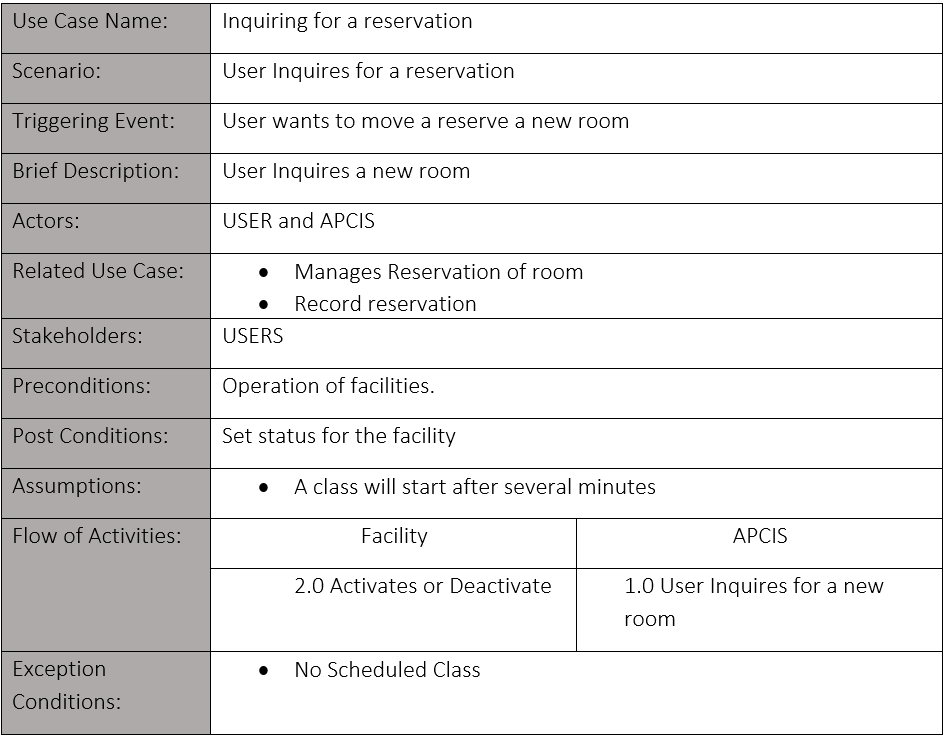 Use Case Name: Inquiring for a reservation
Scenario: User Inquires for a reservation
Triggering Event: User wants to move a reserve a new room
Brief Description: User Inquires a new room
Actors: USER and APCIS
Related Use Case: • Manages Reservation of room
• Record reservation
Stakeholders: USERS
Preconditions: Operation of facilities.
Post Conditions: Set status for the facility
Assumptions: • A class will start after several minutes
Flow of Activities: Facility APCIS
2.0 Activates or Deactivate 1.0 User Inquires for a new
room
Exception • No Scheduled Class
Conditions: